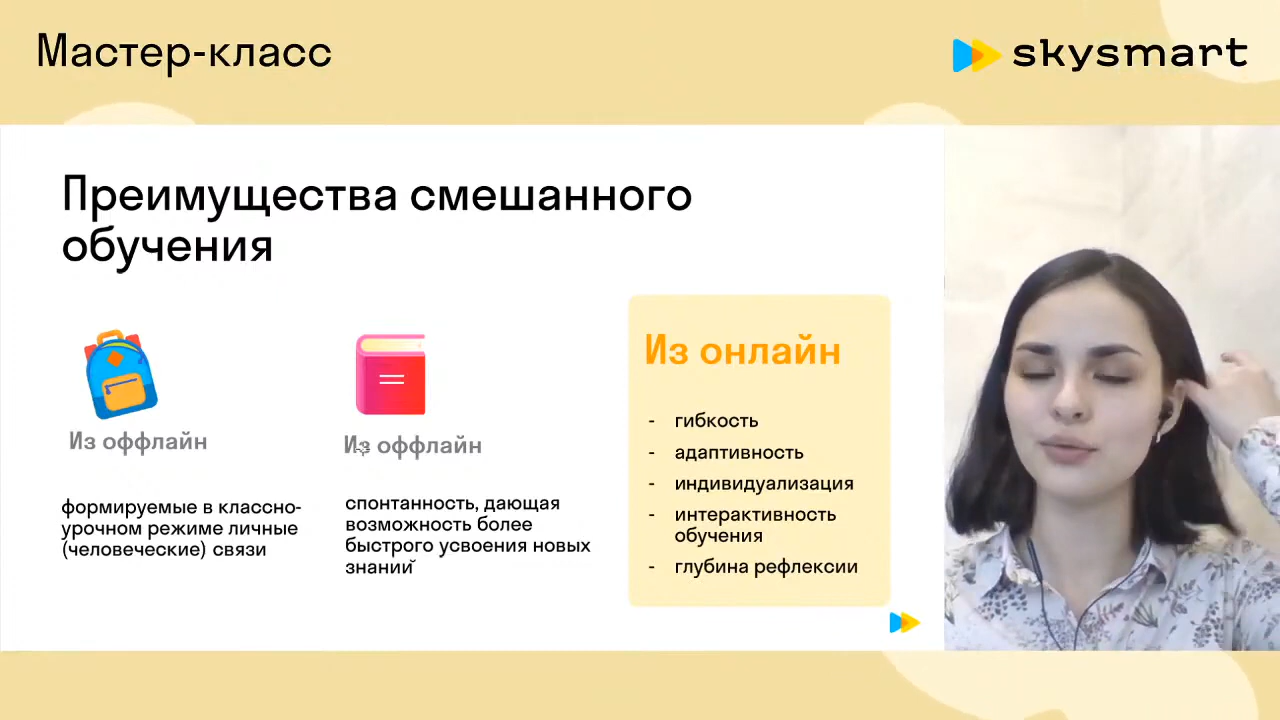 Мастер-класс
skysmart
Преимущества смешанного
обучения
Из оффлайн
формируемые в классно-
урочном режиме личные
(человеческие) связи
Из оффлайн
спонтанность, дающая
возможность более
быстрого усвоения новых
знаний
Из онлайн
- гибкость
- адаптивность
- индивидуализация
- интерактивность
обучения
- глубина рефлексии